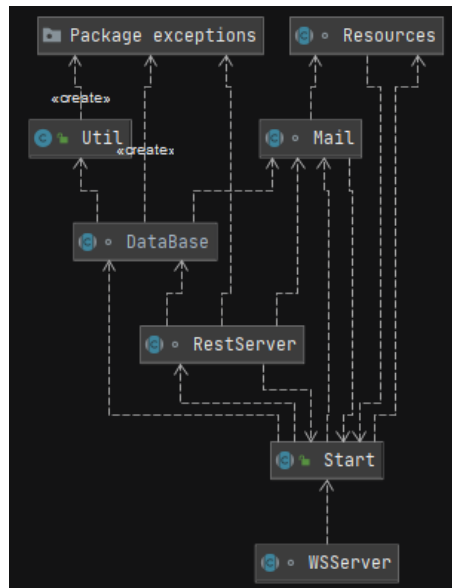 Package exceptions
Resources
«create»
Util
«create»
Mail
DataBase
RestServer
Start
WSServer